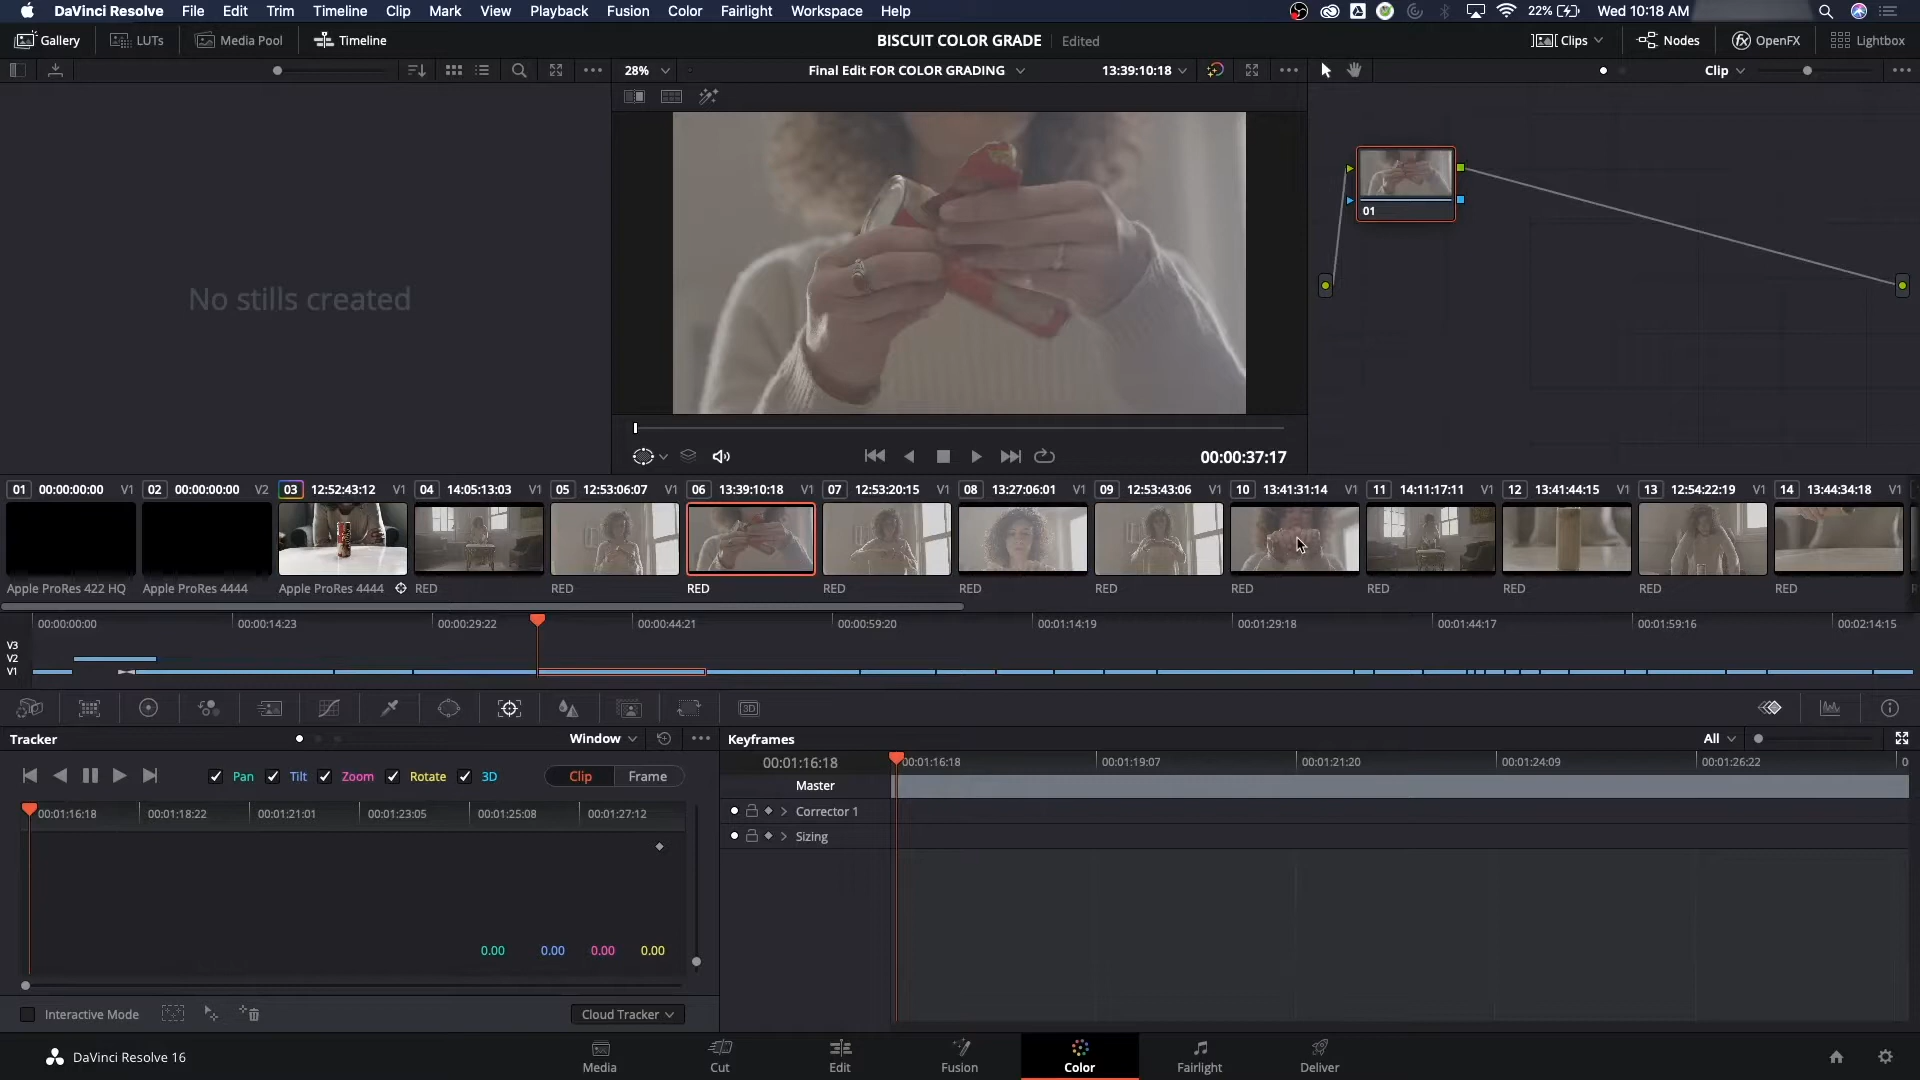 DaVinci Resolve File Edit Trim Timeline Clip Mark View Playback Fusion Color Fairlight Workspace Help 22% Wed 10:18 AM
Gallery LUTs Media Pool Timeline BISCUIT COLOR GRADE Edited Clips Nodes OpenFX Lightbox
28% Final Edit FOR COLOR GRADING 13:39:10:18 Clip
No stills created
01
00:00:37:17
01 00:00:00:00 V1 02 00:00:00:00 V2 03 12:52:43:12 V1 04 14:05:13:03 V1 05 12:53:06:07 V1 06 13:39:10:18 V1 07 12:53:20:15 V1 08 13:27:06:01 V1 09 12:53:43:06 V1 10 13:41:31:14 V1 11 14:11:17:11 V1 12 13:41:44:15 V1 13 12:54:22:19 V1 14 13:44:34:18 V1
Apple ProRes 422 HQ Apple ProRes 4444 Apple ProRes 4444 RED RED RED RED RED RED RED RED RED RED RED
00:00:00:00 00:00:14:23 00:00:29:22 00:00:44:21 00:00:59:20 00:01:14:19 00:01:29:18 00:01:44:17 00:01:59:16 00:02:14:15
V3
V2
V1
3D
Tracker Window Keyframes All
00:01:16:18 00:01:16:18 00:01:19:07 00:01:21:20 00:01:24:09 00:01:26:22 0
Pan Tilt Zoom Rotate 3D Clip Frame
Master
00:01:16:18 00:01:18:22 00:01:21:01 00:01:23:05 00:01:25:08 00:01:27:12
Corrector 1
Sizing
0.00 0.00 0.00 0.00
Interactive Mode Cloud Tracker
DaVinci Resolve 16 Media Cut Edit Fusion Color Fairlight Deliver